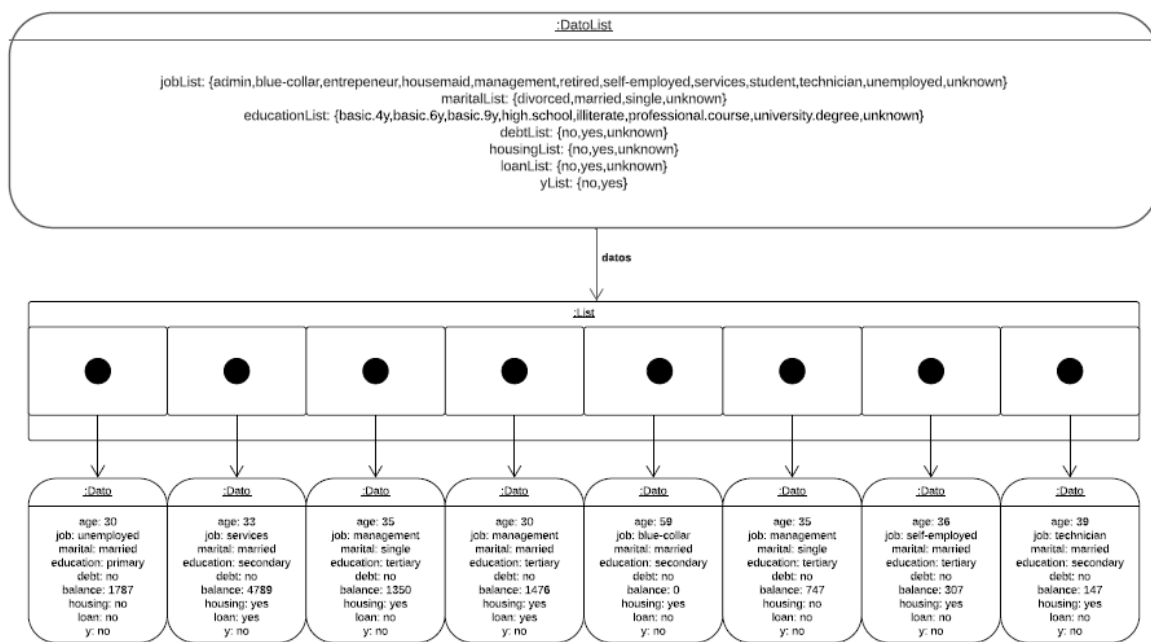 :DatoList
jobList: {admin,blue-collar,entrepeneur,housemaid,management,retired,self-employed,services,student,technician,unemployed,unknown}
maritalList: {divorced,married,single,unknown}
educationList: {basic.4y,basic.6y,basic.9y,high.school,illiterate,professional.course,university.degree,unknown}
debtList: {no,yes,unknown}
housingList: {no,yes,unknown}
loanList: {no,yes,unknown}
yList: {no,yes}
datos
:List
:Dato
age: 30
job: unemployed
marital: married
education: primary
debt: no
balance: 1787
housing: no
loan: no
y: no
:Dato
age: 33
job: services
marital: married
education: secondary
debt: no
balance: 4789
housing: yes
loan: yes
y: no
:Dato
age: 35
job: management
marital: single
education: tertiary
debt: no
balance: 1350
housing: yes
loan: no
y: no
:Dato
age: 30
job: management
marital: married
education: tertiary
debt: no
balance: 1476
housing: yes
loan: yes
y: no
:Dato
age: 59
job: blue-collar
marital: married
education: secondary
debt: no
balance: 0
housing: yes
loan: no
y: no
:Dato
age: 35
job: management
marital: single
education: tertiary
debt: no
balance: 747
housing: no
loan: no
y: no
:Dato
age: 36
job: self-employed
marital: married
education: tertiary
debt: no
balance: 307
housing: yes
loan: no
y: no
:Dato
age: 39
job: technician
marital: married
education: secondary
debt: no
balance: 147
housing: yes
loan: no
y: no